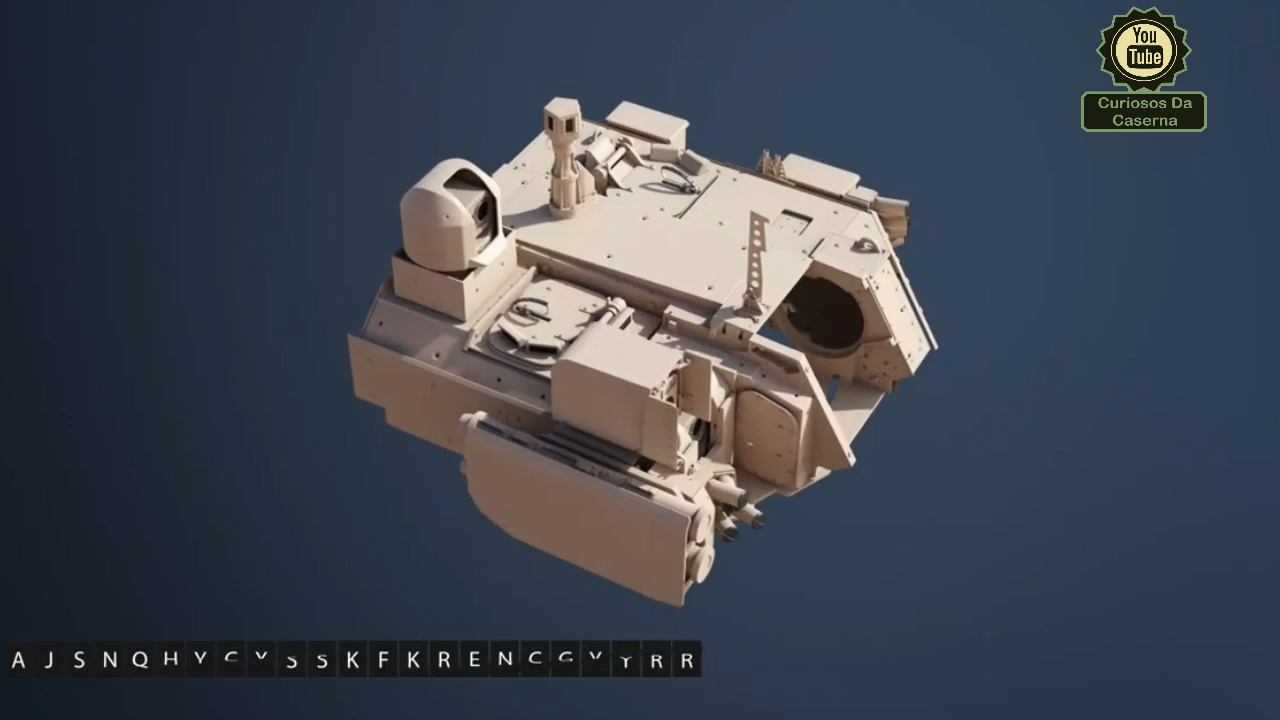 You
Tube
Curiosos Da
Caserna
A J S N Q H Y C V S S K F K R E N C G V Y R R